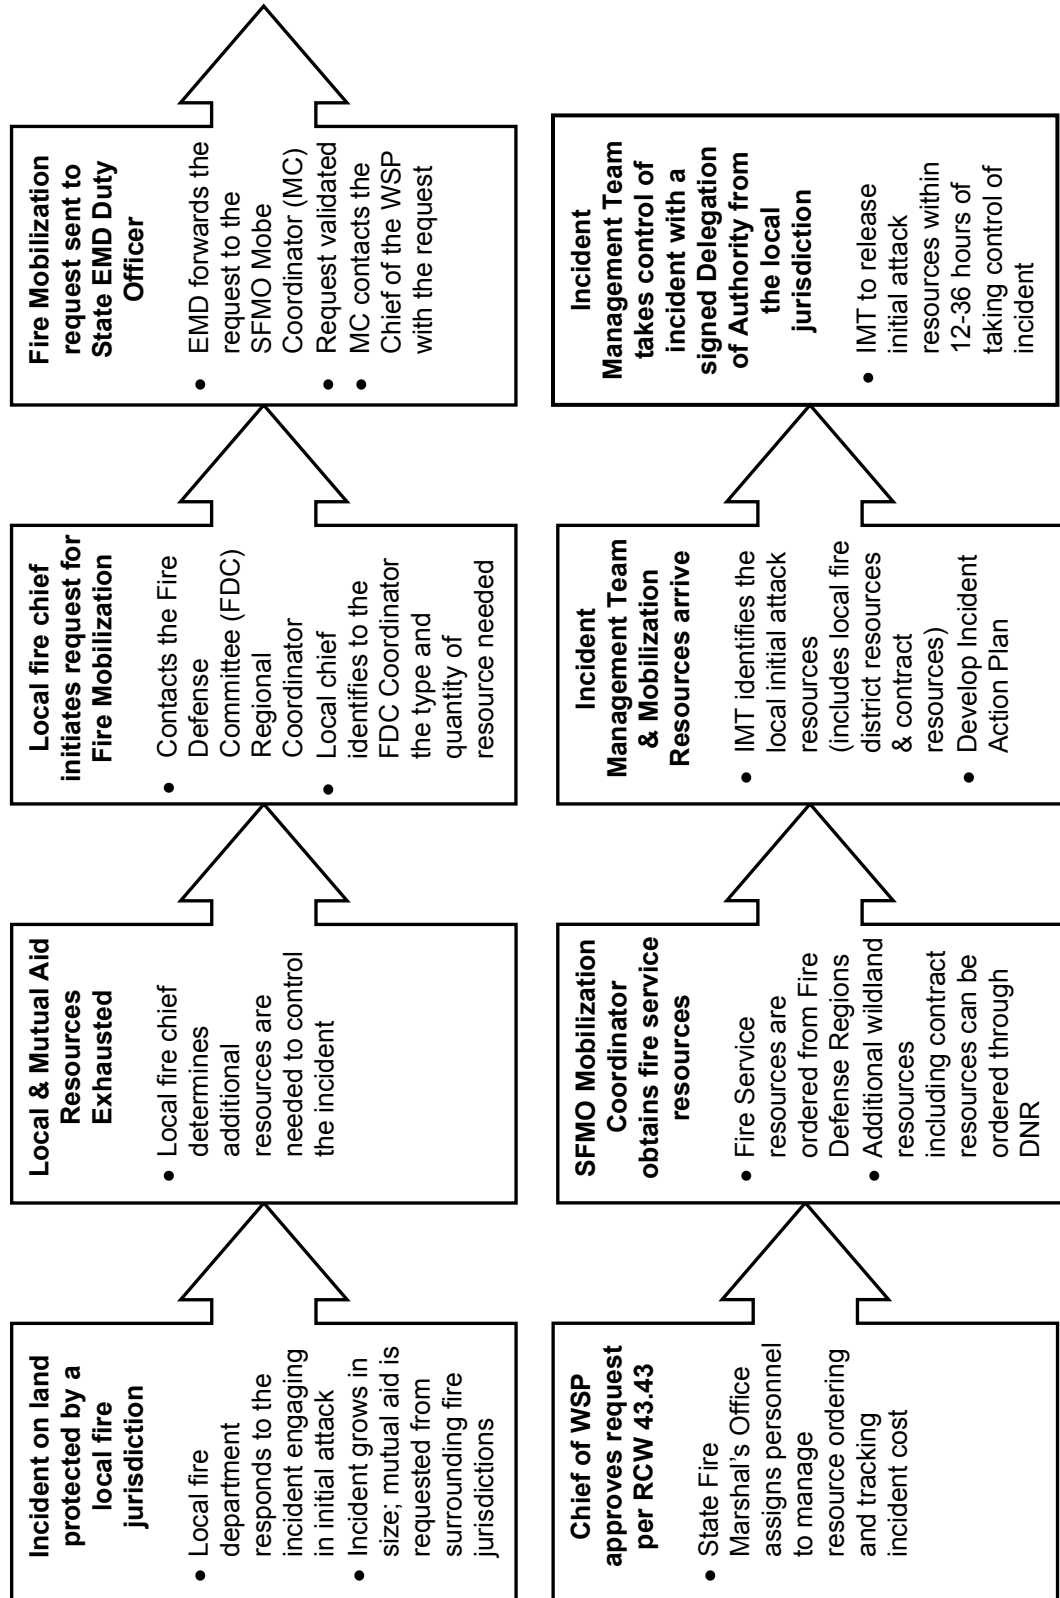 Incident on land
protected by a
local fire
jurisdiction
• Local fire
department
responds to the
incident engaging
in initial attack
• Incident grows in
size; mutual aid is
requested from
surrounding fire
jurisdictions
Local & Mutual Aid
Resources
Exhausted
• Local fire chief
determines
additional
resources are
needed to control
the incident
Local fire chief
initiates request for
Fire Mobilization
• Contacts the Fire
Defense
Committee (FDC)
Regional
Coordinator
• Local chief
identifies to the
FDC Coordinator
the type and
quantity of
resource needed
Fire Mobilization
request sent to
State EMD Duty
Officer
• EMD forwards the
request to the
SFMO Mobe
Coordinator (MC)
• Request validated
• MC contacts the
Chief of the WSP
with the request
Chief of WSP
approves request
per RCW 43.43
• State Fire
Marshal's Office
assigns personnel
to manage
resource ordering
and tracking
incident cost
SFMO Mobilization
Coordinator
obtains fire service
resources
• Fire Service
resources are
ordered from Fire
Defense Regions
• Additional wildland
resources
including contract
resources can be
ordered through
DNR
Incident
Management Team
& Mobilization
Resources arrive
• IMT identifies the
local initial attack
resources
(includes local fire
district resources
& contract
resources)
• Develop Incident
Action Plan
Incident
Management Team
takes control of
incident with a
signed Delegation
of Authority from
the local
jurisdiction
• IMT to release
initial attack
resources within
12-36 hours of
taking control of
incident